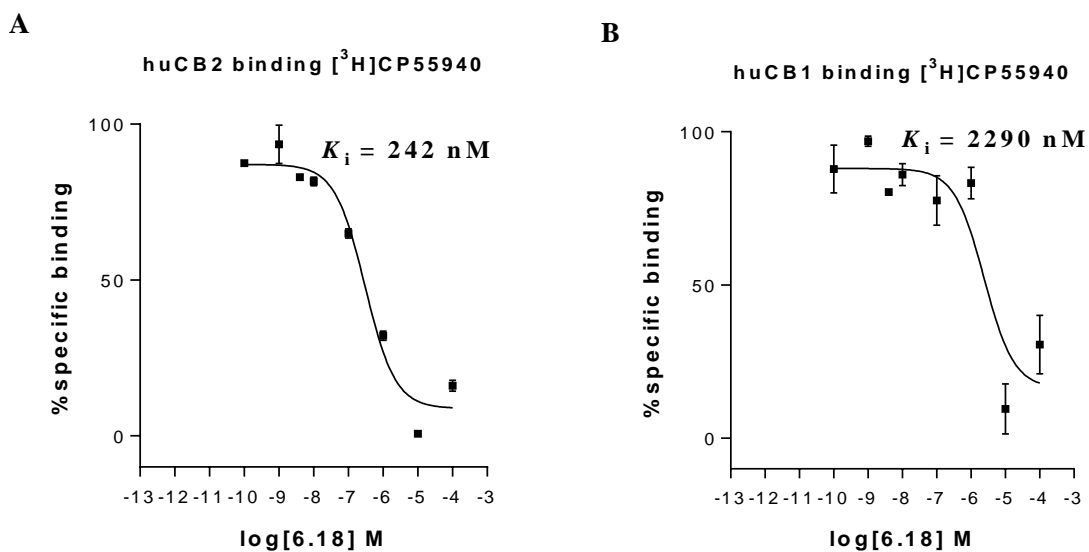 A
huCB2 binding [³H]CP55940
100
50
0
%specific binding
Kᵢ = 242 nM
-13 -12 -11 -10 -9 -8 -7 -6 -5 -4 -3
log[6.18] M
B
huCB1 binding [³H]CP55940
100
50
0
%specific binding
Kᵢ = 2290 nM
-13 -12 -11 -10 -9 -8 -7 -6 -5 -4 -3
log[6.18] M